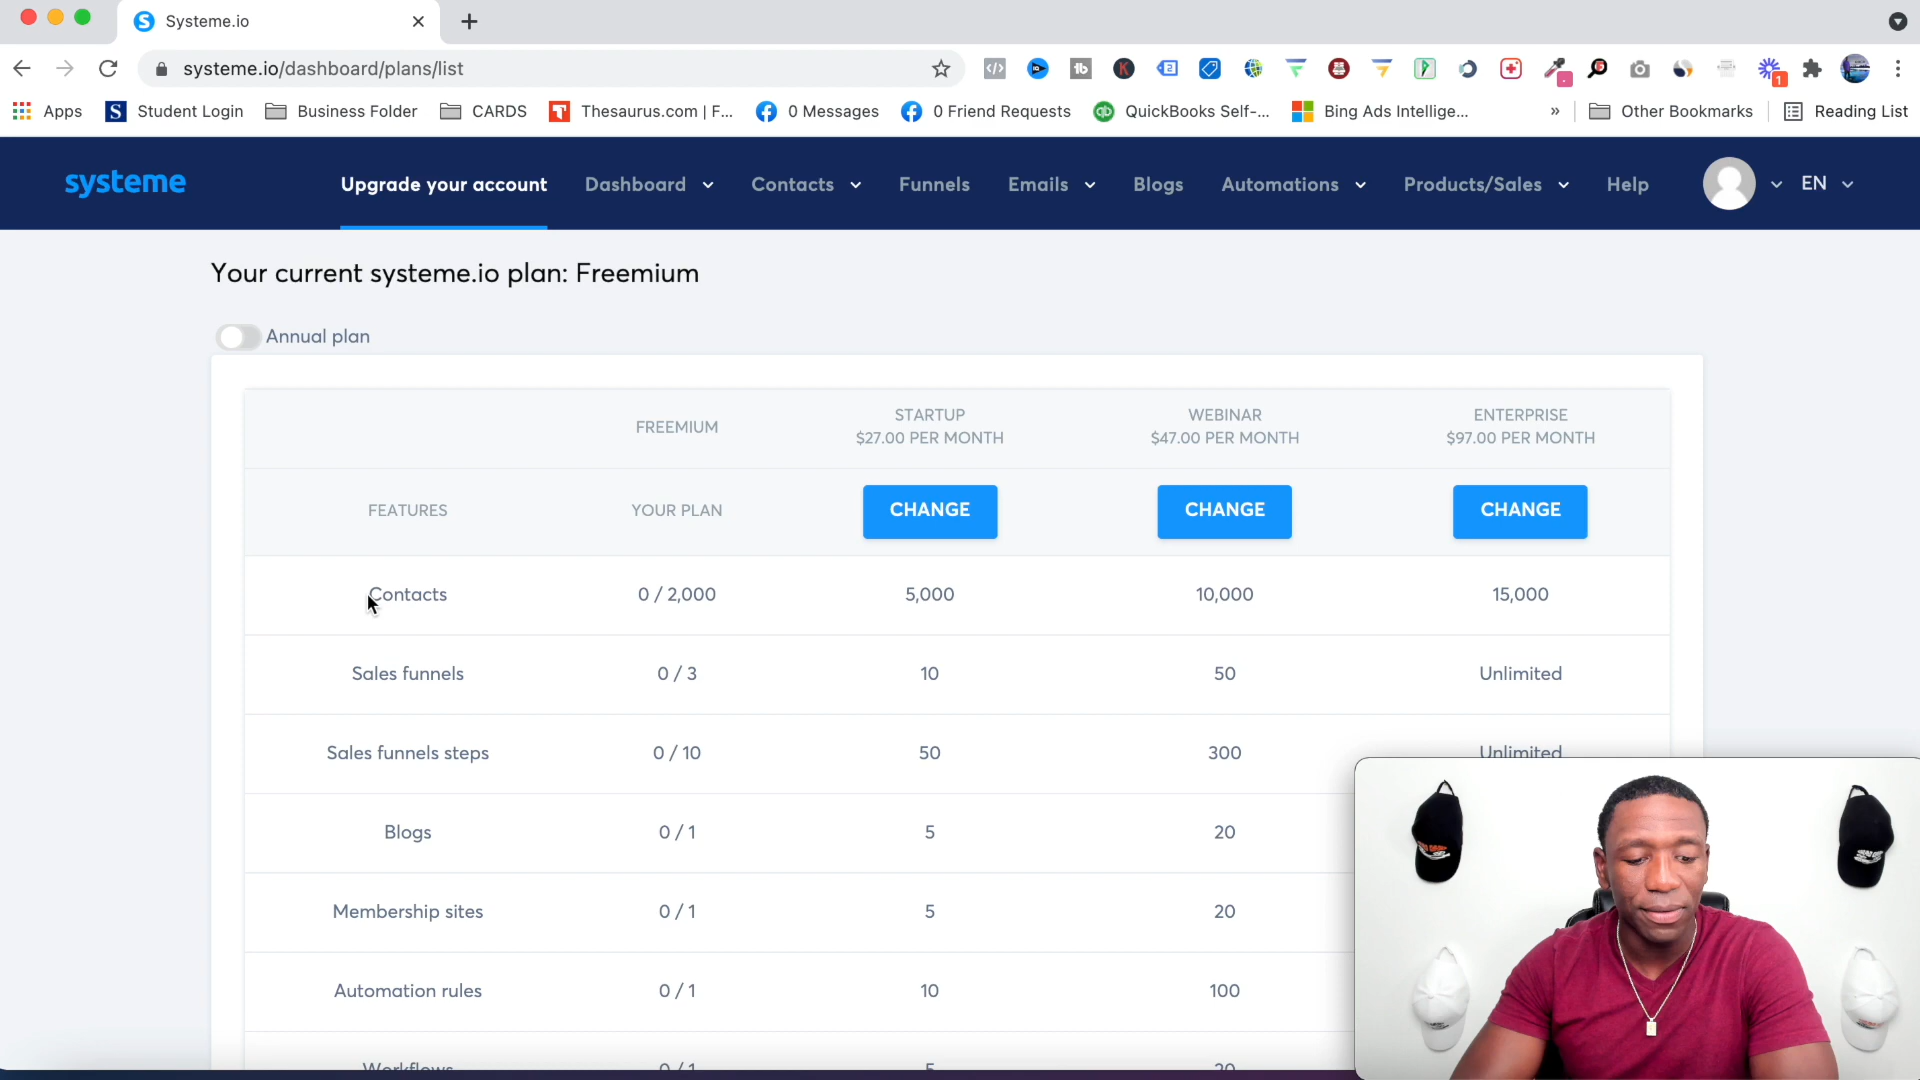 Systeme.io
systeme.io/dashboard/plans/list
Apps Student Login Business Folder CARDS Thesaurus.com | F... 0 Messages 0 Friend Requests QuickBooks Self-... Bing Ads Intellige... » Other Bookmarks Reading List
systeme Upgrade your account Dashboard Contacts Funnels Emails Blogs Automations Products/Sales Help EN
Your current systeme.io plan: Freemium
Annual plan
FREEMIUM STARTUP $27.00 PER MONTH WEBINAR $47.00 PER MONTH ENTERPRISE $97.00 PER MONTH
FEATURES YOUR PLAN CHANGE CHANGE CHANGE
Contacts 0 / 2,000 5,000 10,000 15,000
Sales funnels 0 / 3 10 50 Unlimited
Sales funnels steps 0 / 10 50 300 Unlimited
Blogs 0 / 1 5 20
Membership sites 0 / 1 5 20
Automation rules 0 / 1 10 100
Workflows 0 / 1 5 20